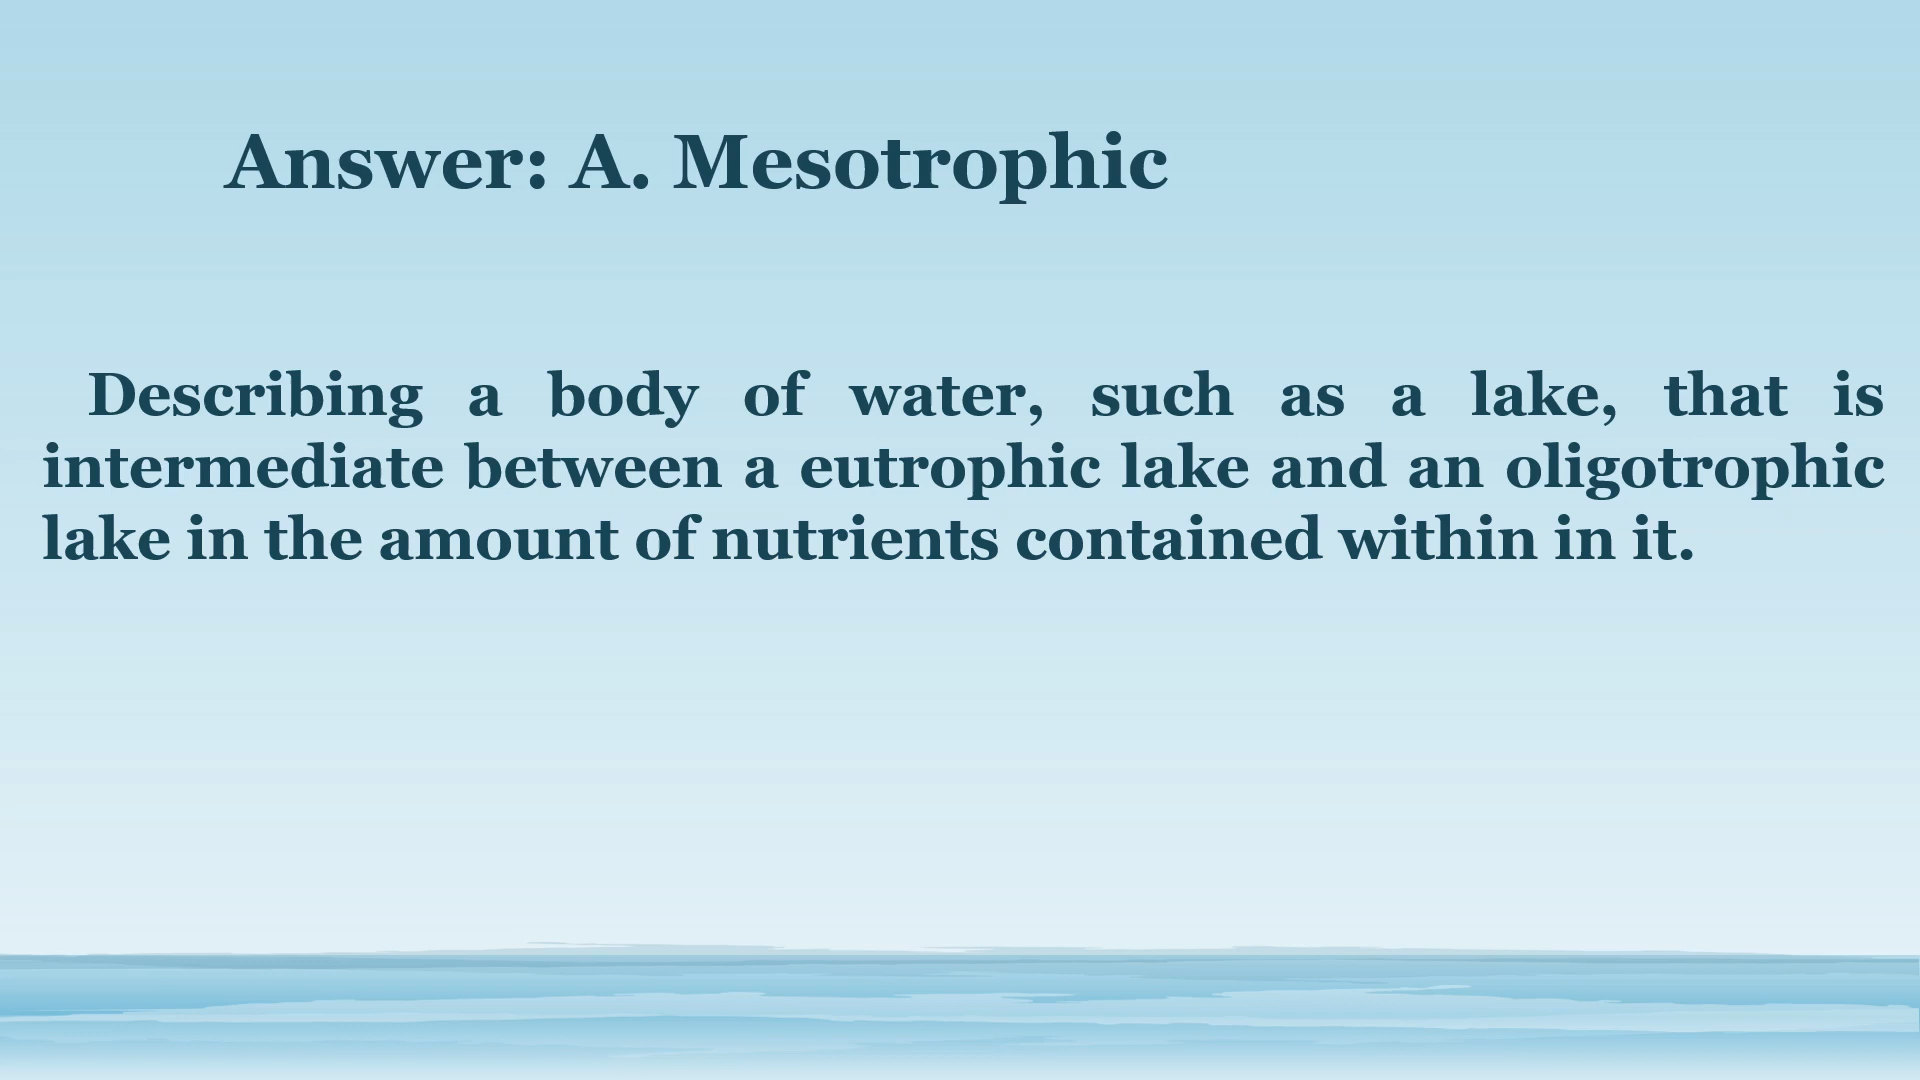 Answer: A. Mesotrophic
Describing a body of water, such as a lake, that is
intermediate between a eutrophic lake and an oligotrophic
lake in the amount of nutrients contained within in it.